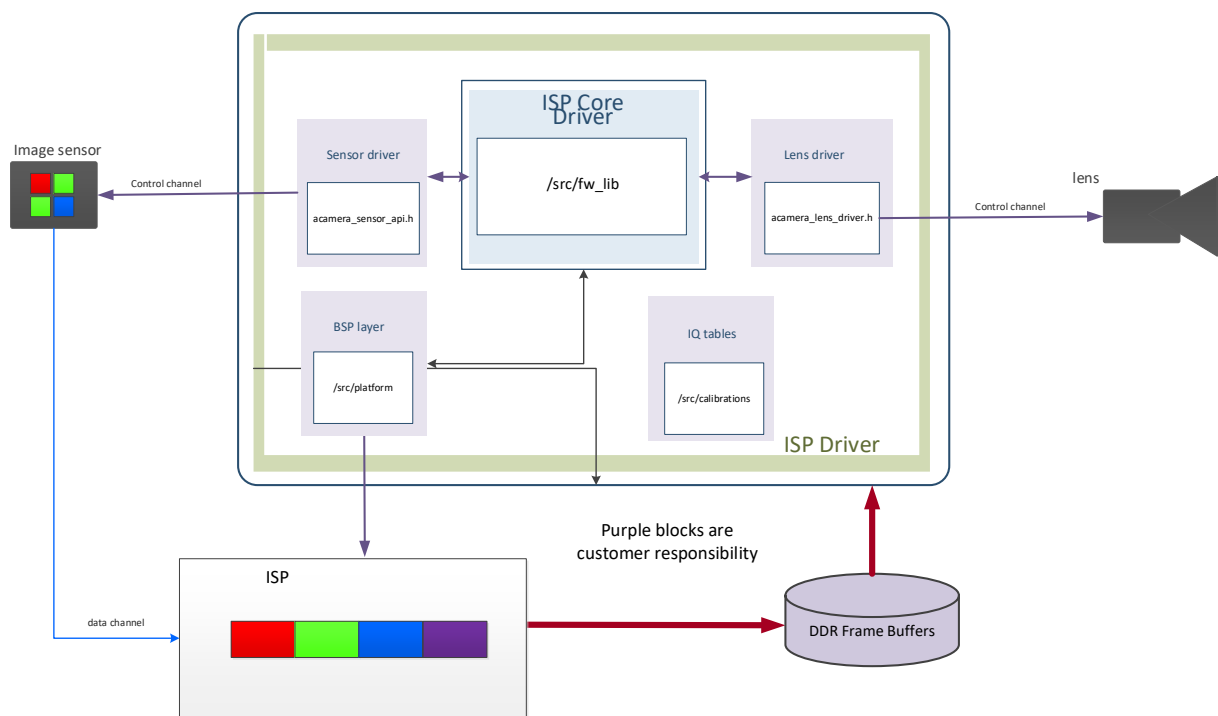 ISP Core
Driver
Image sensor
Sensor driver
Lens driver
Control channel
/src/fw_lib
lens
acamera_sensor_api.h
acamera_lens_driver.h
Control channel
BSP layer
IQ tables
/src/platform
/src/calibrations
ISP Driver
Purple blocks are
customer responsibility
ISP
data channel
DDR Frame Buffers